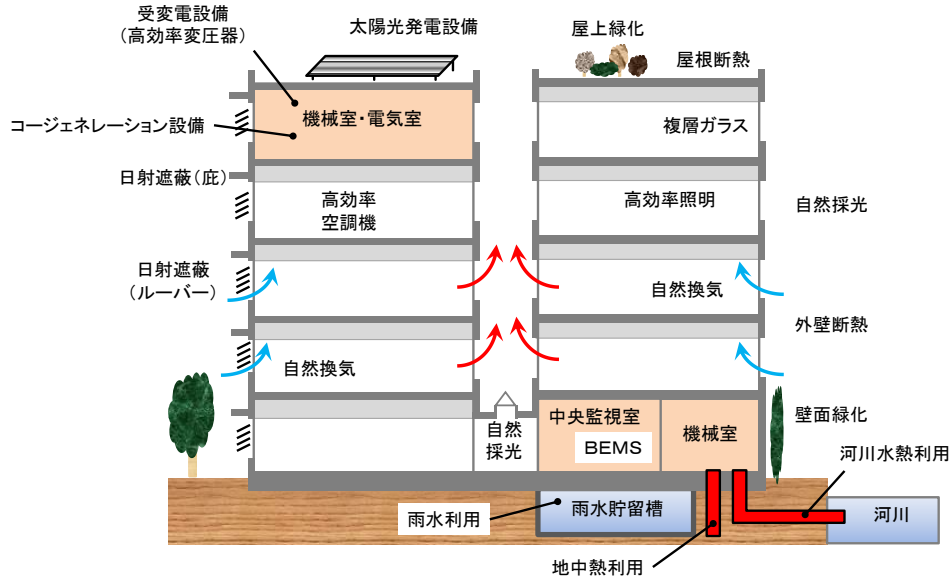 受変電設備
(高効率変圧器)
太陽光発電設備
屋上緑化
屋根断熱
コージェネレーション設備
機械室・電気室
複層ガラス
日射遮蔽(庇)
高効率
空調機
高効率照明
自然採光
日射遮蔽
(ルーバー)
自然換気
外壁断熱
自然換気
自然
採光
中央監視室
BEMS
機械室
壁面緑化
河川水熱利用
雨水利用
雨水貯留槽
河川
地中熱利用